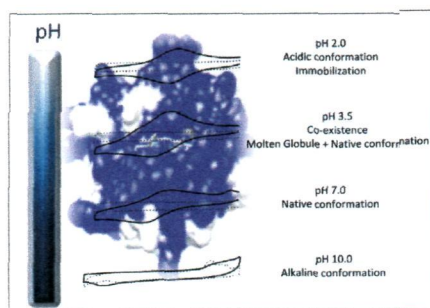 pH
pH 2.0
Acidic conformation
Immobilization
pH 3.5
Co-existence
Molten Globule + Native conformation
pH 7.0
Native conformation
pH 10.0
Alkaline conformation